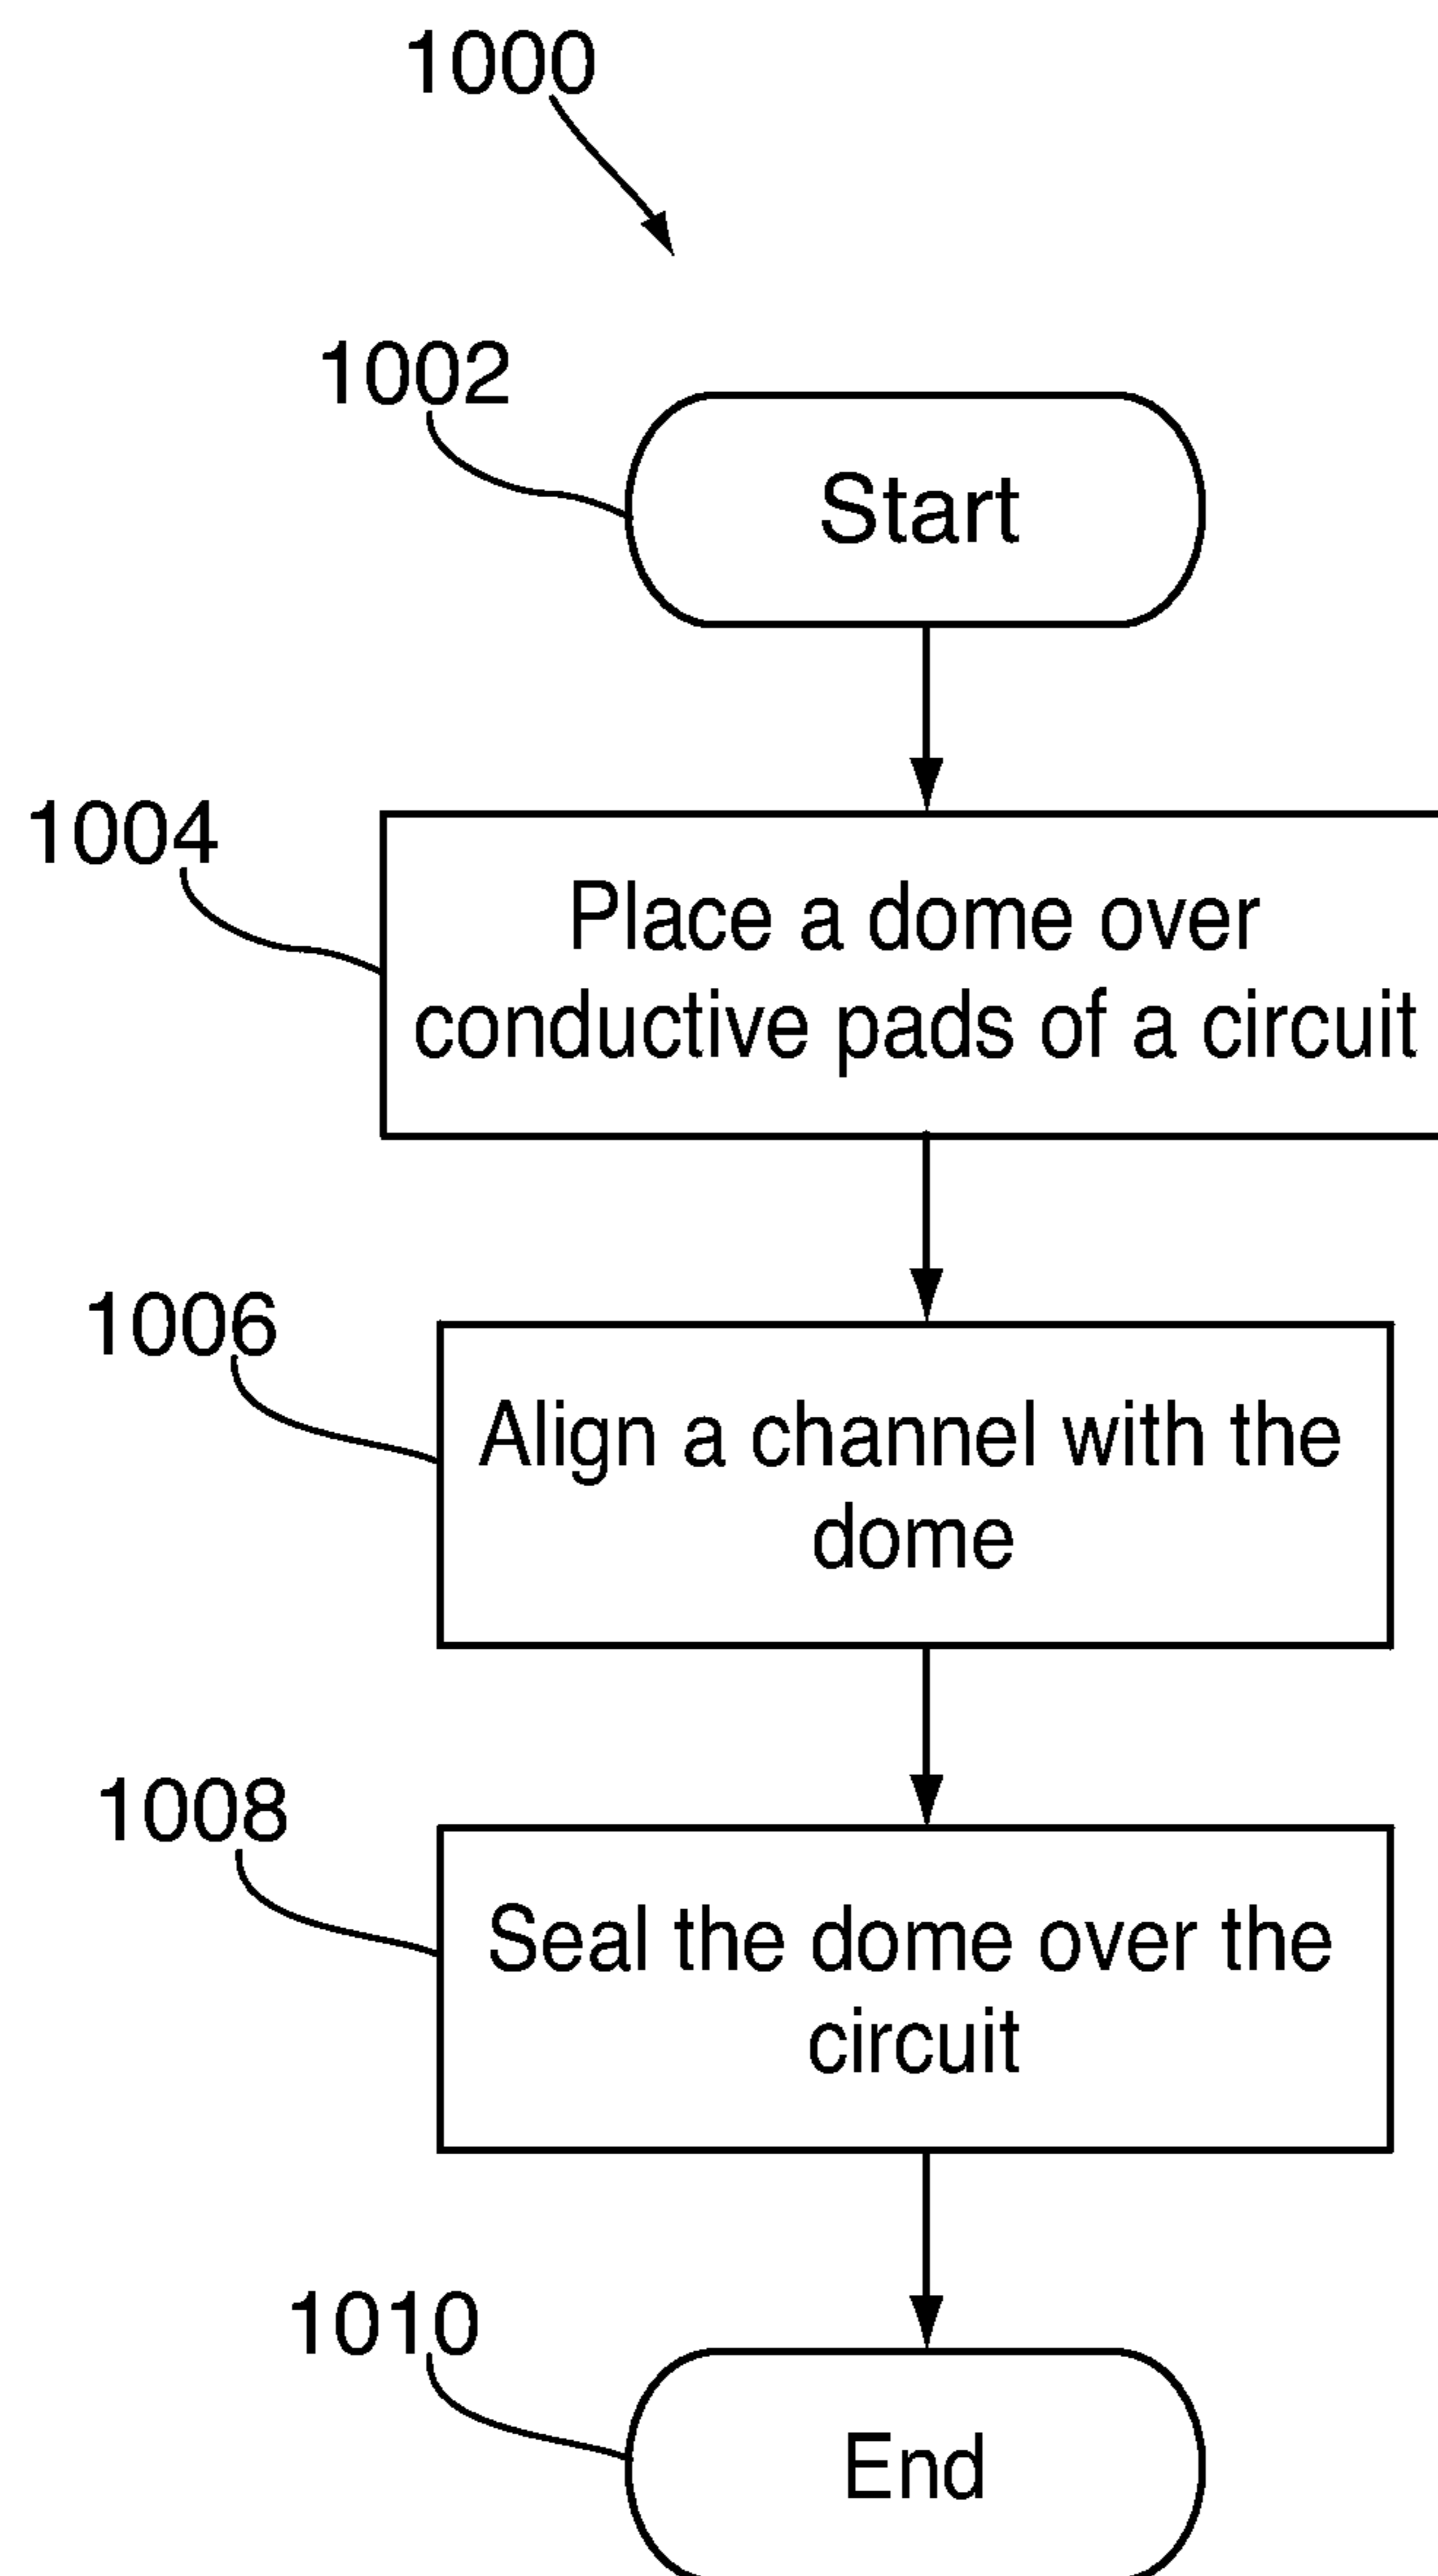 1000
1002
Start
1004
Place a dome over
conductive pads of a circuit
1006
Align a channel with the
dome
1008
Seal the dome over the
circuit
1010
End